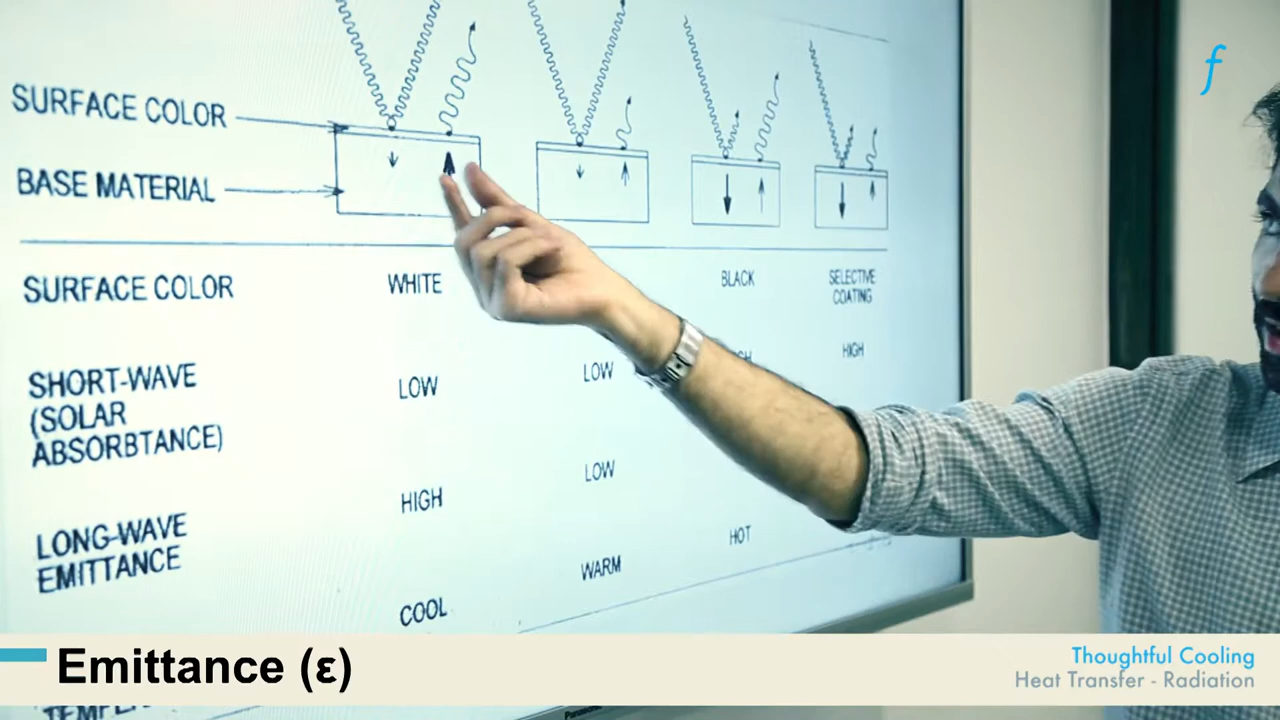 f
SURFACE COLOR
BASE MATERIAL
SURFACE COLOR WHITE BLACK SELECTIVE
COATING
SHORT-WAVE
(SOLAR
ABSORBTANCE) LOW LOW HIGH
LONG-WAVE
EMITTANCE HIGH LOW
COOL WARM HOT
Emittance (ε)
Thoughtful Cooling
Heat Transfer - Radiation
Panasonic